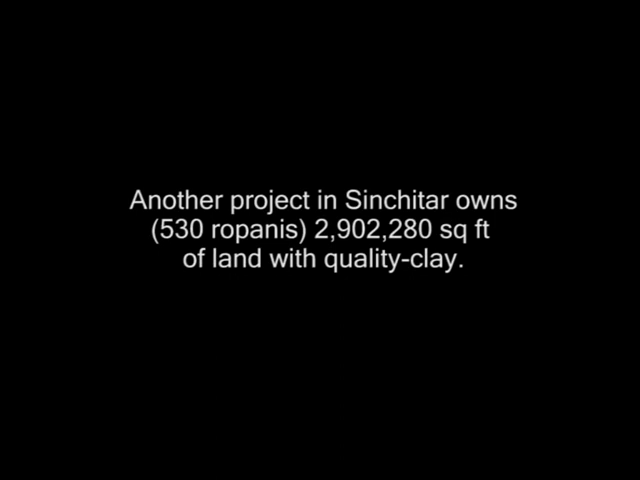 Another project in Sinchitar owns
(530 ropanis) 2,902,280 sq ft
of land with quality-clay.